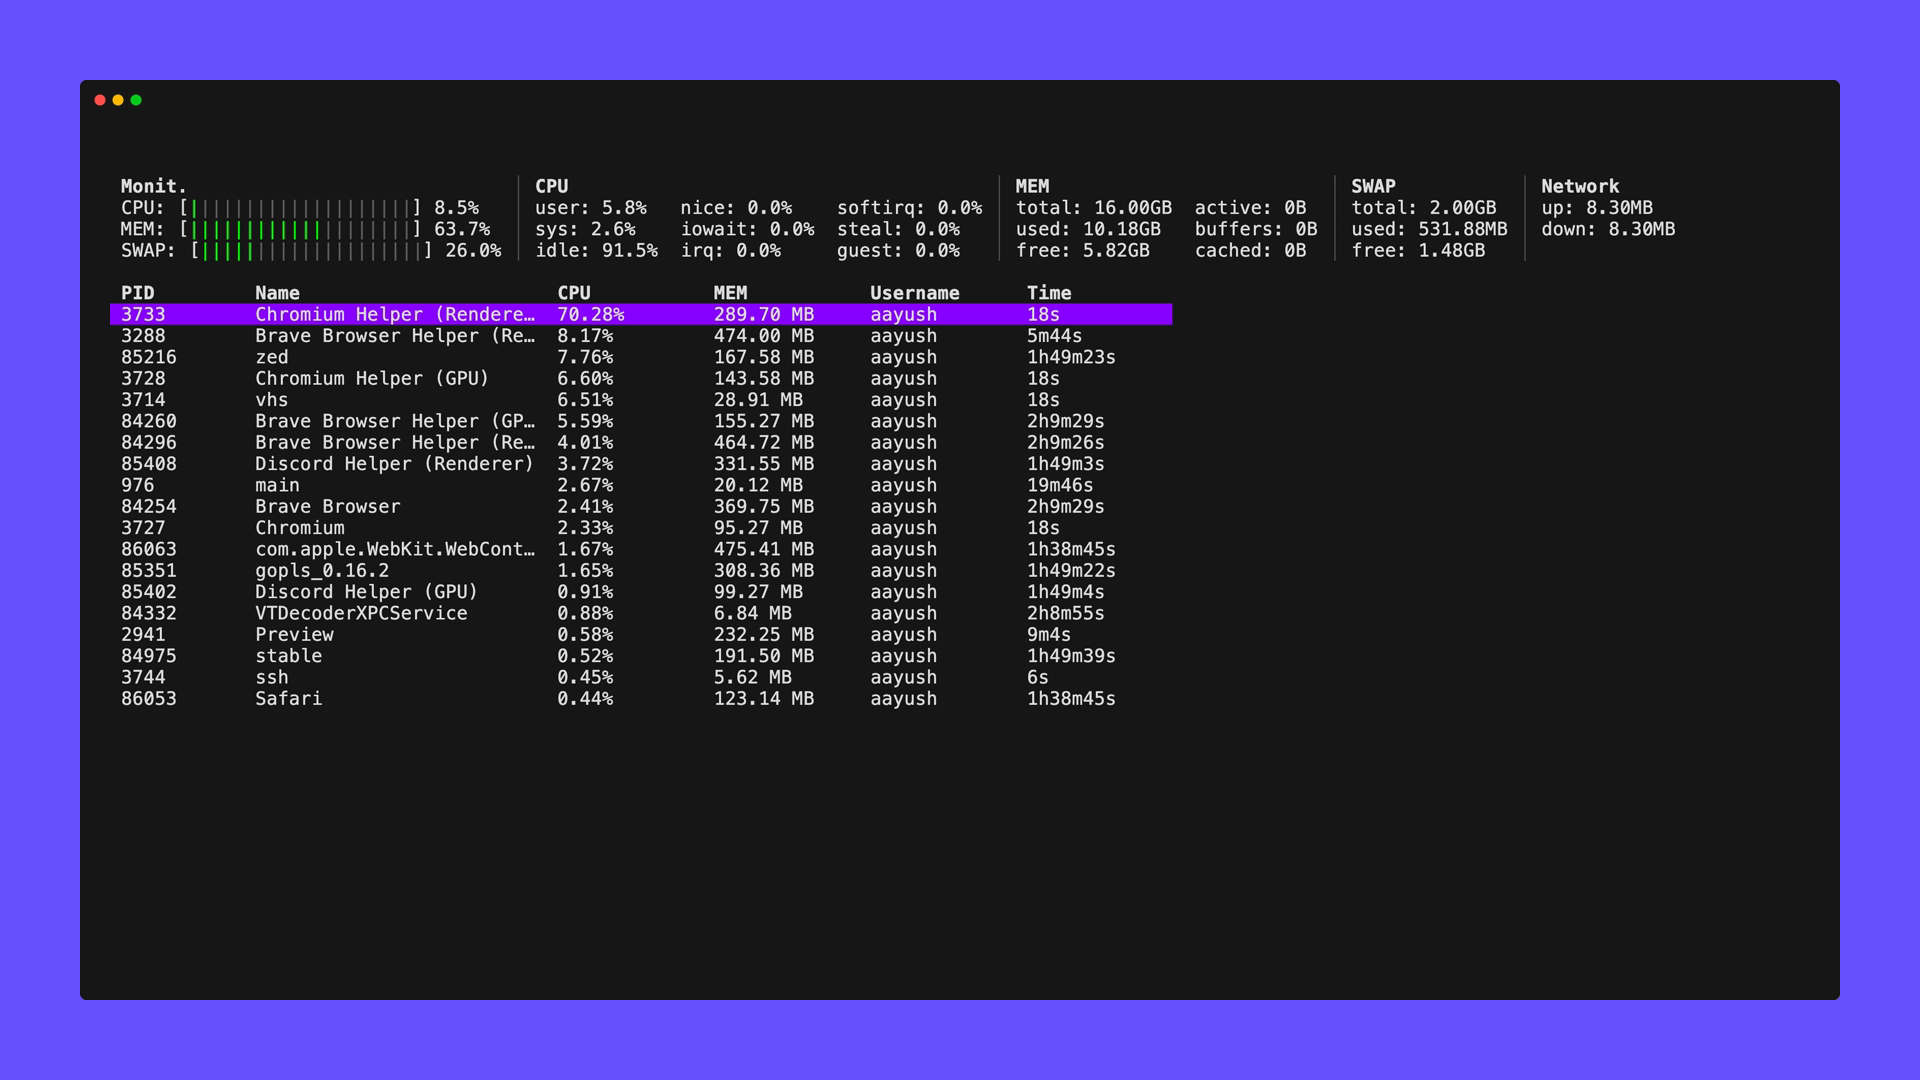 Monit. CPU MEM SWAP Network
CPU: [||||||||||||||||||||] 8.5% user: 5.8% nice: 0.0% softirq: 0.0% total: 16.00GB active: 0B total: 2.00GB up: 8.30MB
MEM: [||||||||||||||||||||] 63.7% sys: 2.6% iowait: 0.0% steal: 0.0% used: 10.18GB buffers: 0B used: 531.88MB down: 8.30MB
SWAP: [||||||||||||||||||||] 26.0% idle: 91.5% irq: 0.0% guest: 0.0% free: 5.82GB cached: 0B free: 1.48GB
PID Name CPU MEM Username Time
3733 Chromium Helper (Rendere… 70.28% 289.70 MB aayush 18s
3288 Brave Browser Helper (Re… 8.17% 474.00 MB aayush 5m44s
85216 zed 7.76% 167.58 MB aayush 1h49m23s
3728 Chromium Helper (GPU) 6.60% 143.58 MB aayush 18s
3714 vhs 6.51% 28.91 MB aayush 18s
84260 Brave Browser Helper (GP… 5.59% 155.27 MB aayush 2h9m29s
84296 Brave Browser Helper (Re… 4.01% 464.72 MB aayush 2h9m26s
85408 Discord Helper (Renderer) 3.72% 331.55 MB aayush 1h49m3s
976 main 2.67% 20.12 MB aayush 19m46s
84254 Brave Browser 2.41% 369.75 MB aayush 2h9m29s
3727 Chromium 2.33% 95.27 MB aayush 18s
86063 com.apple.WebKit.WebCont… 1.67% 475.41 MB aayush 1h38m45s
85351 gopls_0.16.2 1.65% 308.36 MB aayush 1h49m22s
85402 Discord Helper (GPU) 0.91% 99.27 MB aayush 1h49m4s
84332 VTDecoderXPCService 0.88% 6.84 MB aayush 2h8m55s
2941 Preview 0.58% 232.25 MB aayush 9m4s
84975 stable 0.52% 191.50 MB aayush 1h49m39s
3744 ssh 0.45% 5.62 MB aayush 6s
86053 Safari 0.44% 123.14 MB aayush 1h38m45s